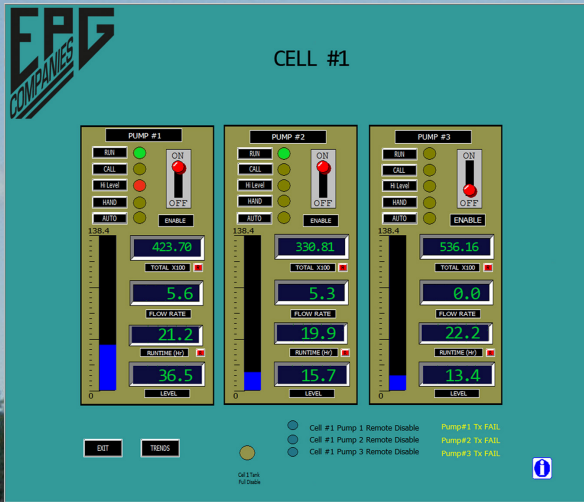 EPG
COMPANIES
CELL #1
PUMP #1
RUN
CALL
Hi Level
HAND
AUTO
ON
OFF
ENABLE
138.4
0
423.70
TOTAL X100
R
5.6
FLOW RATE
21.2
RUNTIME (Hr)
R
36.5
LEVEL
PUMP #2
RUN
CALL
Hi Level
HAND
AUTO
ON
OFF
ENABLE
138.4
0
330.81
TOTAL X100
R
5.3
FLOW RATE
19.9
RUNTIME (Hr)
R
15.7
LEVEL
PUMP #3
RUN
CALL
Hi Level
HAND
AUTO
ON
OFF
ENABLE
138.4
0
536.16
TOTAL X100
R
0.0
FLOW RATE
22.2
RUNTIME (Hr)
R
13.4
LEVEL
EXIT
TRENDS
Cell 1 Tank
Full Disable
Cell #1 Pump 1 Remote Disable
Cell #1 Pump 2 Remote Disable
Cell #1 Pump 3 Remote Disable
Pump#1 Tx FAIL
Pump#2 Tx FAIL
Pump#3 Tx FAIL
i